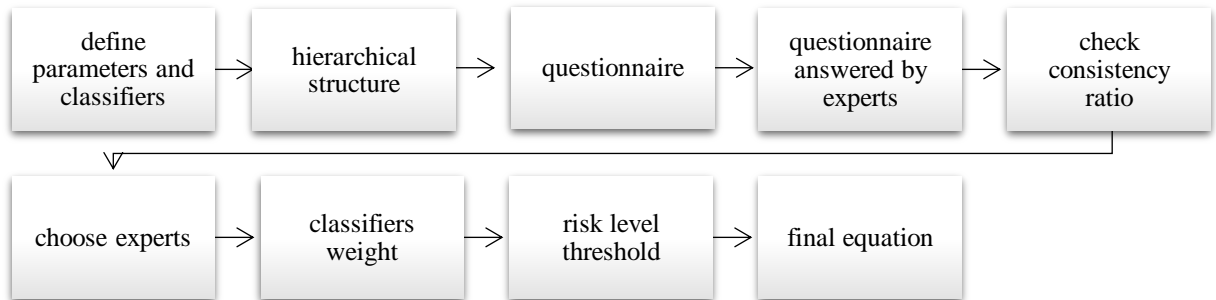 define
parameters and
classifiers
hierarchical
structure
questionnaire
questionnaire
answered by
experts
check
consistency
ratio
choose experts
classifiers
weight
risk level
threshold
final equation